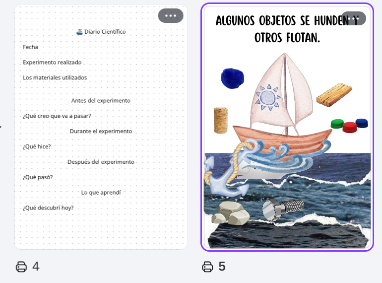 Diario Científico
Fecha
Experimento realizado
Los materiales utilizados
Antes del experimento
¿Qué creo que va a pasar?
Durante el experimento
¿Qué hice?
Después del experimento
¿Qué pasó?
Lo que aprendí
¿Qué descubrí hoy?
4
ALGUNOS OBJETOS SE HUNDEN Y
OTROS FLOTAN.
5